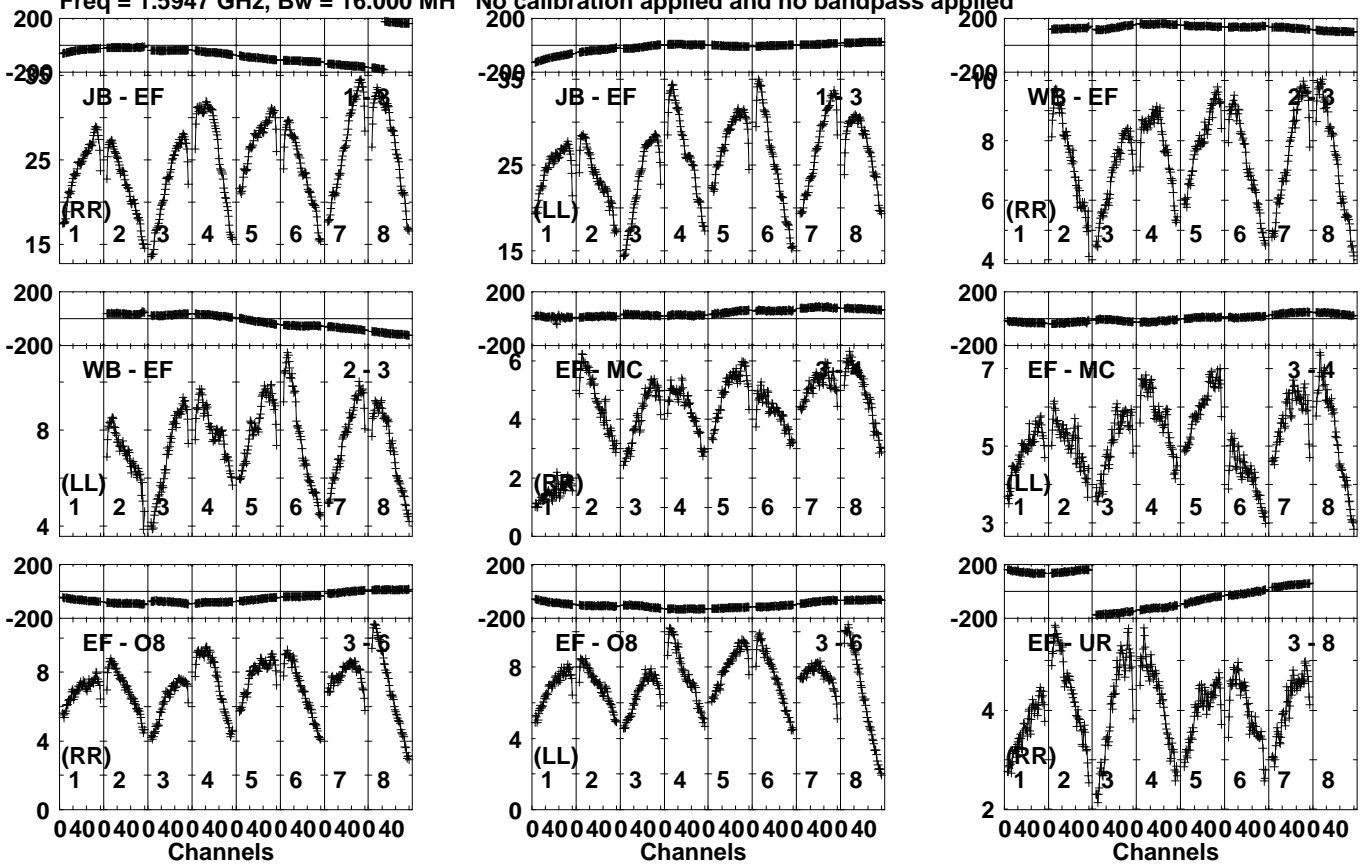 Freq = 1.5947 GHz, Bw = 16.000 MH No calibration applied and no bandpass applied
200
-200
35
25
15
JB - EF
1 - 3
(RR)
1 2 3 4 5 6 7 8
200
-200
35
25
15
JB - EF
1 - 3
(LL)
1 2 3 4 5 6 7 8
200
-200
10
8
6
4
WB - EF
2 - 3
(RR)
1 2 3 4 5 6 7 8
200
-200
8
4
WB - EF
2 - 3
(LL)
1 2 3 4 5 6 7 8
200
-200
6
4
2
0
EF - MC
3 - 4
(RR)
1 2 3 4 5 6 7 8
200
-200
7
5
3
EF - MC
3 - 4
(LL)
1 2 3 4 5 6 7 8
200
-200
8
4
0
EF - O8
3 - 6
(RR)
1 2 3 4 5 6 7 8
0 40 0 40 0 40 0 40 0 40 0 40 0 40 0 40
Channels
200
-200
8
4
0
EF - O8
3 - 6
(LL)
1 2 3 4 5 6 7 8
0 40 0 40 0 40 0 40 0 40 0 40 0 40 0 40
Channels
200
-200
4
2
EF - UR
3 - 8
(RR)
1 2 3 4 5 6 7 8
0 40 0 40 0 40 0 40 0 40 0 40 0 40 0 40
Channels